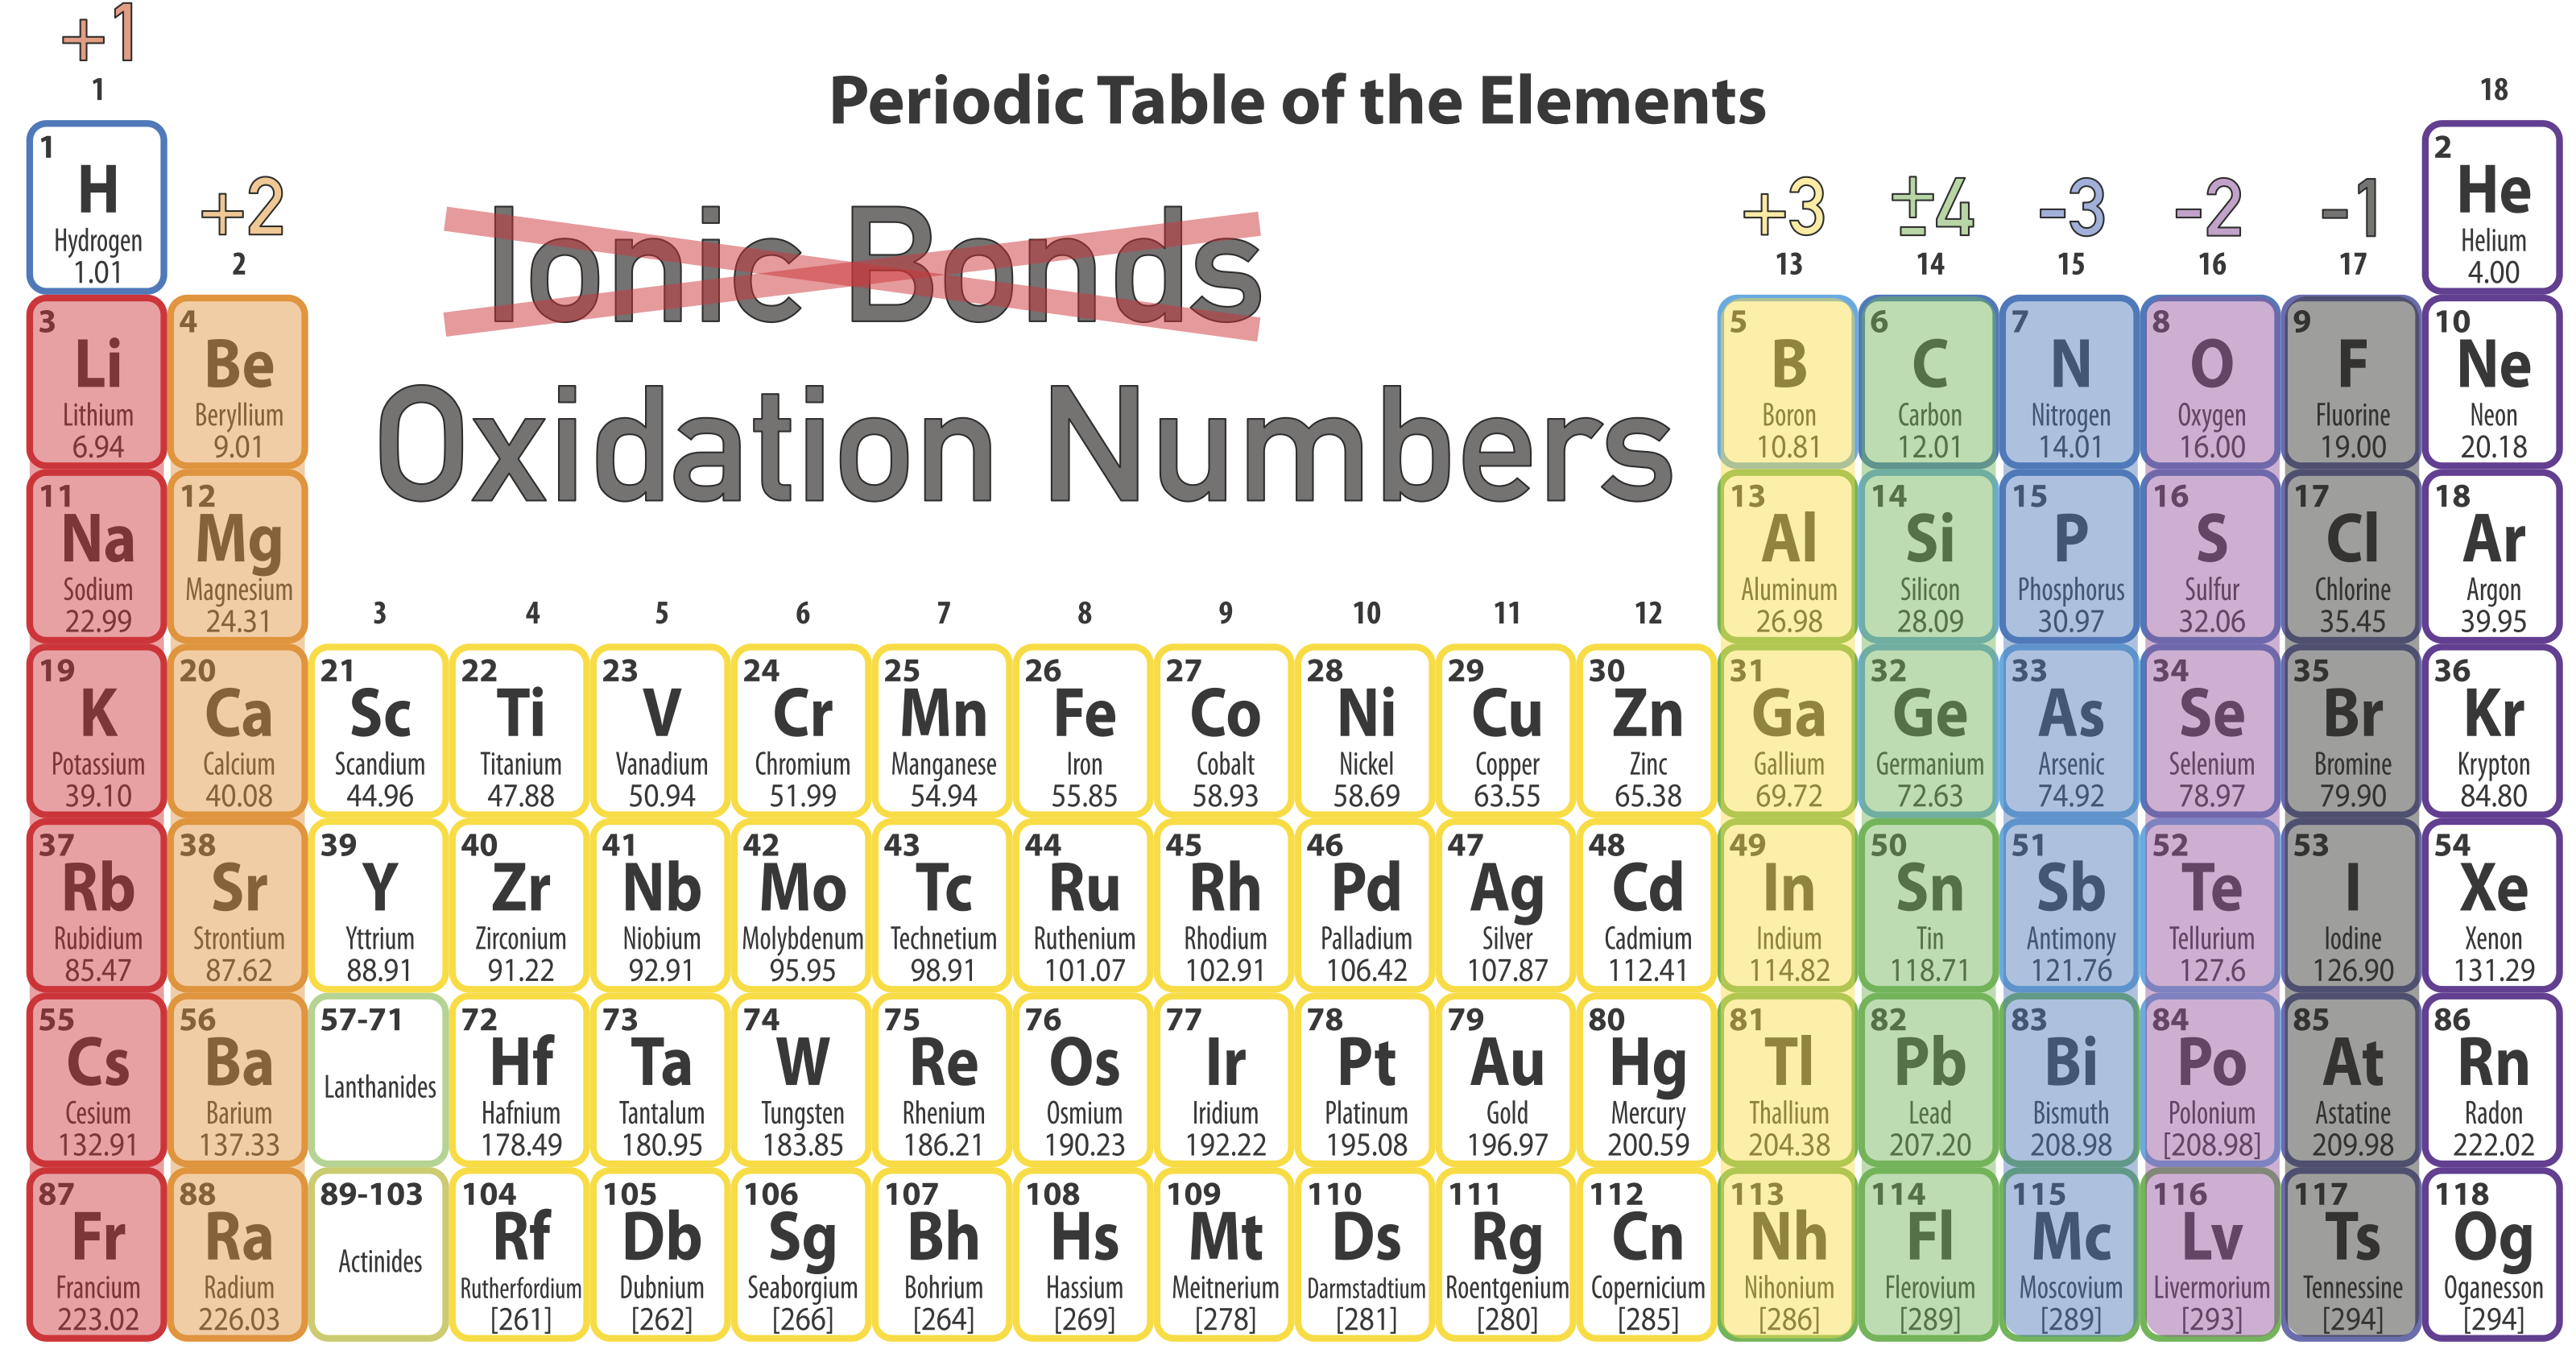 +1
1
Periodic Table of the Elements
18
1
H
Hydrogen
1.01
+2
2
Ionic Bonds
Oxidation Numbers
+3
13
±4
14
-3
15
-2
16
-1
17
2
He
Helium
4.00
3
Li
Lithium
6.94
4
Be
Beryllium
9.01
5
B
Boron
10.81
6
C
Carbon
12.01
7
N
Nitrogen
14.01
8
O
Oxygen
16.00
9
F
Fluorine
19.00
10
Ne
Neon
20.18
11
Na
Sodium
22.99
12
Mg
Magnesium
24.31
3
4
5
6
7
8
9
10
11
12
13
Al
Aluminum
26.98
14
Si
Silicon
28.09
15
P
Phosphorus
30.97
16
S
Sulfur
32.06
17
Cl
Chlorine
35.45
18
Ar
Argon
39.95
19
K
Potassium
39.10
20
Ca
Calcium
40.08
21
Sc
Scandium
44.96
22
Ti
Titanium
47.88
23
V
Vanadium
50.94
24
Cr
Chromium
51.99
25
Mn
Manganese
54.94
26
Fe
Iron
55.85
27
Co
Cobalt
58.93
28
Ni
Nickel
58.69
29
Cu
Copper
63.55
30
Zn
Zinc
65.38
31
Ga
Gallium
69.72
32
Ge
Germanium
72.63
33
As
Arsenic
74.92
34
Se
Selenium
78.97
35
Br
Bromine
79.90
36
Kr
Krypton
84.80
37
Rb
Rubidium
85.47
38
Sr
Strontium
87.62
39
Y
Yttrium
88.91
40
Zr
Zirconium
91.22
41
Nb
Niobium
92.91
42
Mo
Molybdenum
95.95
43
Tc
Technetium
98.91
44
Ru
Ruthenium
101.07
45
Rh
Rhodium
102.91
46
Pd
Palladium
106.42
47
Ag
Silver
107.87
48
Cd
Cadmium
112.41
49
In
Indium
114.82
50
Sn
Tin
118.71
51
Sb
Antimony
121.76
52
Te
Tellurium
127.6
53
I
Iodine
126.90
54
Xe
Xenon
131.29
55
Cs
Cesium
132.91
56
Ba
Barium
137.33
57-71
Lanthanides
72
Hf
Hafnium
178.49
73
Ta
Tantalum
180.95
74
W
Tungsten
183.85
75
Re
Rhenium
186.21
76
Os
Osmium
190.23
77
Ir
Iridium
192.22
78
Pt
Platinum
195.08
79
Au
Gold
196.97
80
Hg
Mercury
200.59
81
Tl
Thallium
204.38
82
Pb
Lead
207.20
83
Bi
Bismuth
208.98
84
Po
Polonium
[208.98]
85
At
Astatine
209.98
86
Rn
Radon
222.02
87
Fr
Francium
223.02
88
Ra
Radium
226.03
89-103
Actinides
104
Rf
Rutherfordium
[261]
105
Db
Dubnium
[262]
106
Sg
Seaborgium
[266]
107
Bh
Bohrium
[264]
108
Hs
Hassium
[269]
109
Mt
Meitnerium
[278]
110
Ds
Darmstadtium
[281]
111
Rg
Roentgenium
[280]
112
Cn
Copernicium
[285]
113
Nh
Nihonium
[286]
114
Fl
Flerovium
[289]
115
Mc
Moscovium
[289]
116
Lv
Livermorium
[293]
117
Ts
Tennessine
[294]
118
Og
Oganesson
[294]